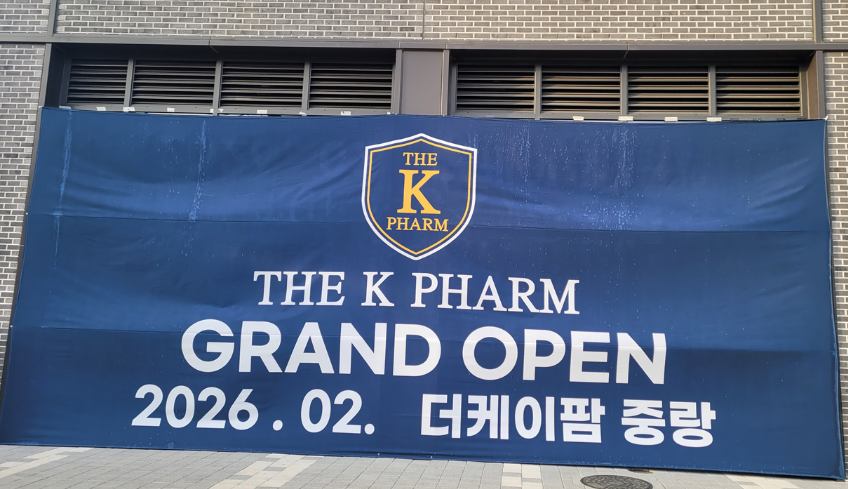 THE
K
PHARM
THE K PHARM
GRAND OPEN
2026 . 02. 더케이팜 중랑